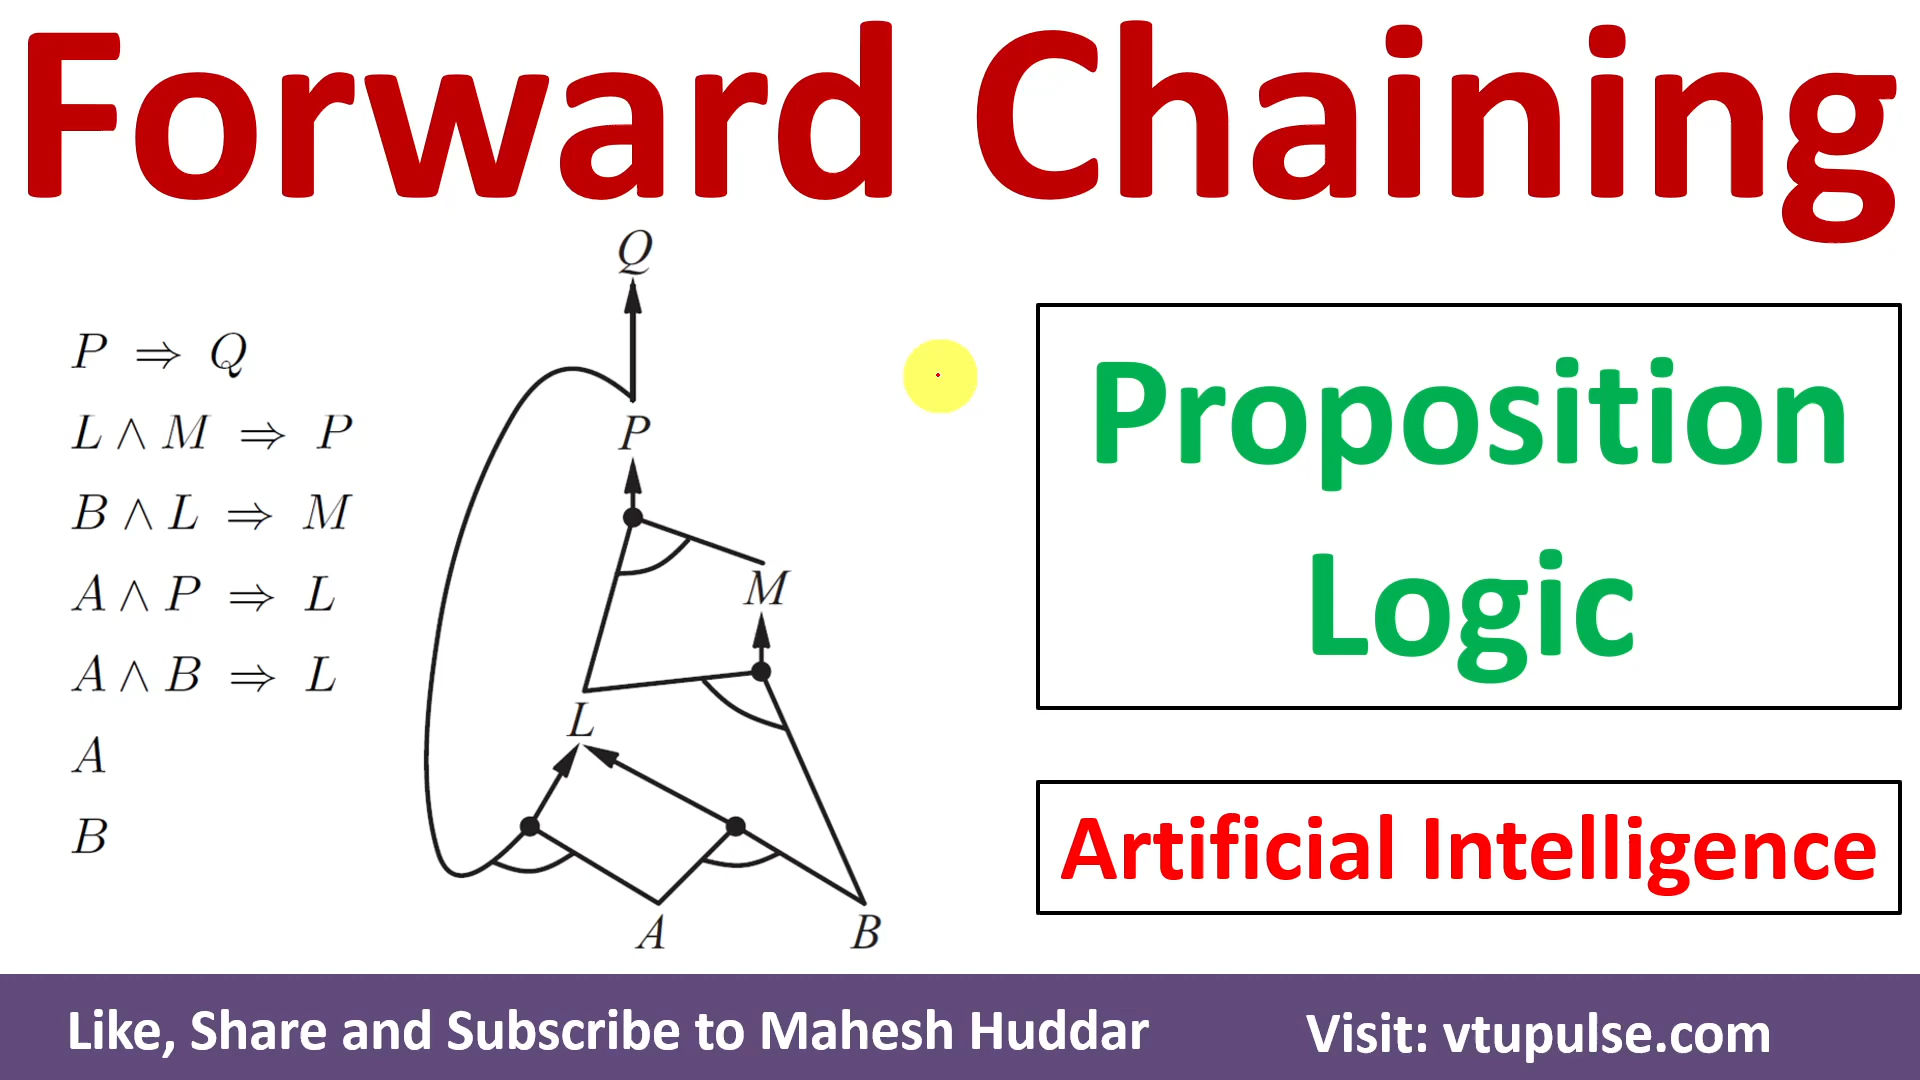 Forward Chaining
P ⇒ Q
L ∧ M ⇒ P
B ∧ L ⇒ M
A ∧ P ⇒ L
A ∧ B ⇒ L
A
B
Q
P
M
L
A
B
Proposition
Logic
Artificial Intelligence
Like, Share and Subscribe to Mahesh Huddar
Visit: vtupulse.com